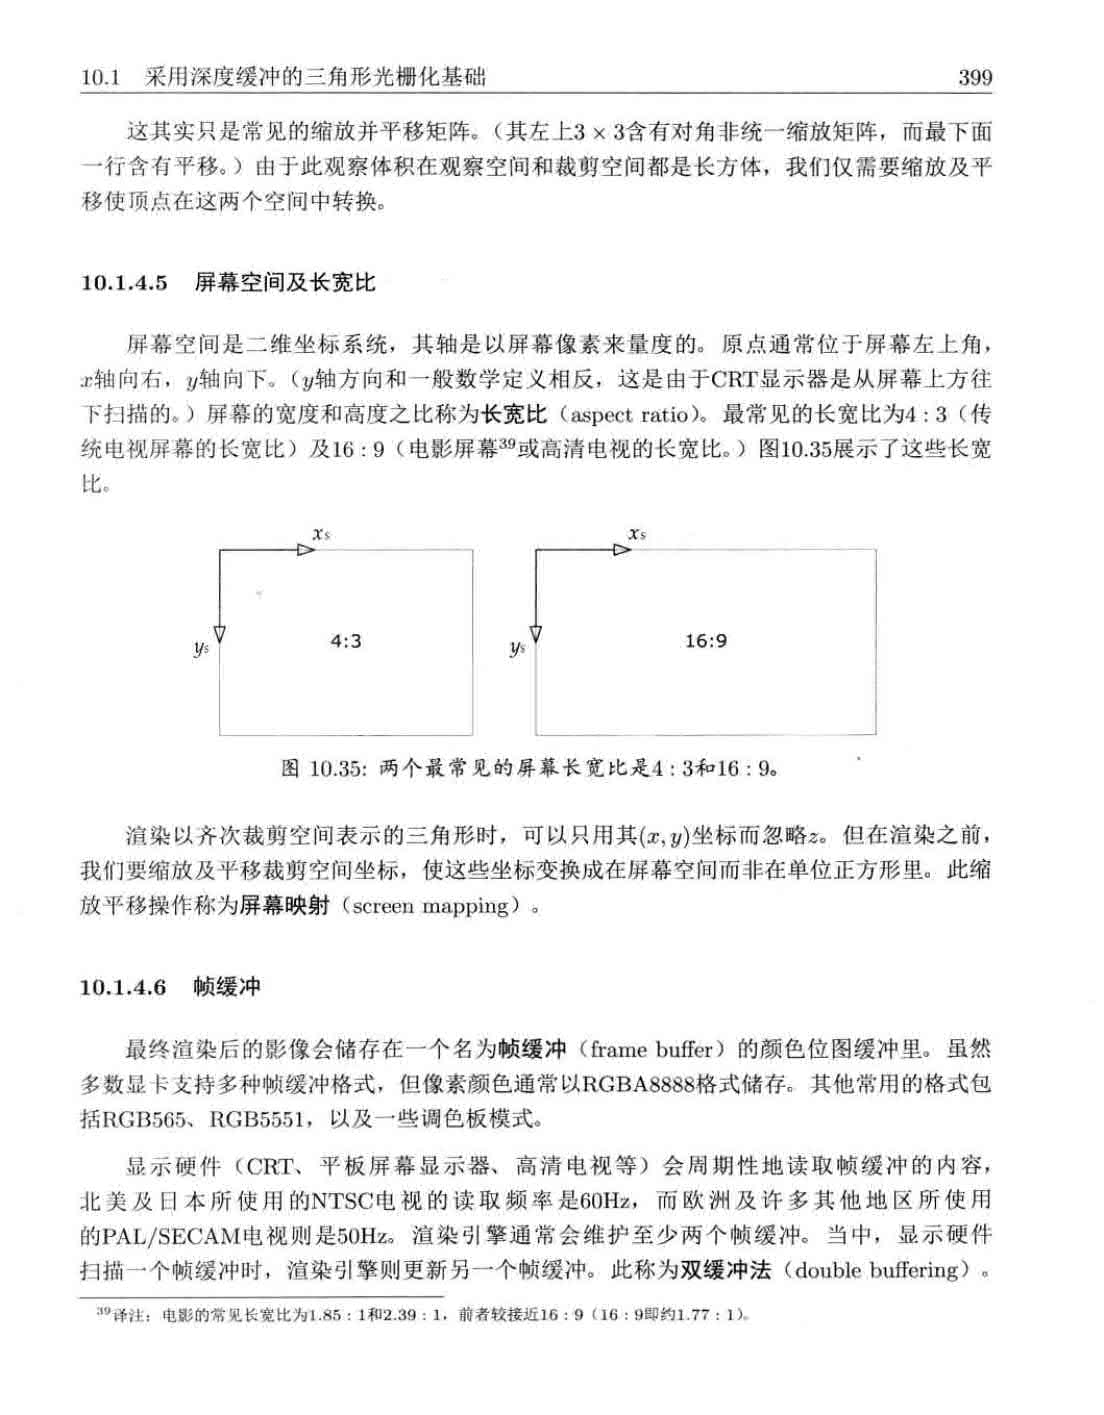 10.1 采用深度缓冲的三角形光栅化基础 399
这其实只是常见的缩放并平移矩阵。（其左上3 × 3含有对角非统一缩放矩阵，而最下面
一行含有平移。）由于此观察体积在观察空间和裁剪空间都是长方体，我们仅需要缩放及平
移使顶点在这两个空间中转换。
10.1.4.5 屏幕空间及长宽比
屏幕空间是二维坐标系统，其轴是以屏幕像素来量度的。原点通常位于屏幕左上角，
x轴向右，y轴向下。（y轴方向和一般数学定义相反，这是由于CRT显示器是从屏幕上方往
下扫描的。）屏幕的宽度和高度之比称为长宽比（aspect ratio）。最常见的长宽比为4 : 3（传
统电视屏幕的长宽比）及16 : 9（电影屏幕39或高清电视的长宽比。）图10.35展示了这些长宽
比。
xs xs
4:3 16:9
ys ys
图 10.35: 两个最常见的屏幕长宽比是4 : 3和16 : 9。
渲染以齐次裁剪空间表示的三角形时，可以只用其(x, y)坐标而忽略z。但在渲染之前，
我们要缩放及平移裁剪空间坐标，使这些坐标变换成在屏幕空间而非在单位正方形里。此缩
放平移操作称为屏幕映射（screen mapping）。
10.1.4.6 帧缓冲
最终渲染后的影像会储存在一个名为帧缓冲（frame buffer）的颜色位图缓冲里。虽然
多数显卡支持多种帧缓冲格式，但像素颜色通常以RGBA8888格式储存。其他常用的格式包
括RGB565、RGB5551，以及一些调色板模式。
显示硬件（CRT、平板屏幕显示器、高清电视等）会周期性地读取帧缓冲的内容，
北美及日本所使用的NTSC电视的读取频率是60Hz，而欧洲及许多其他地区所使用
的PAL/SECAM电视则是50Hz。渲染引擎通常会维护至少两个帧缓冲。当中，显示硬件
扫描一个帧缓冲时，渲染引擎则更新另一个帧缓冲。此称为双缓冲法（double buffering）。
39译注：电影的常见长宽比为1.85 : 1和2.39 : 1，前者较接近16 : 9（16 : 9即约1.77 : 1）。